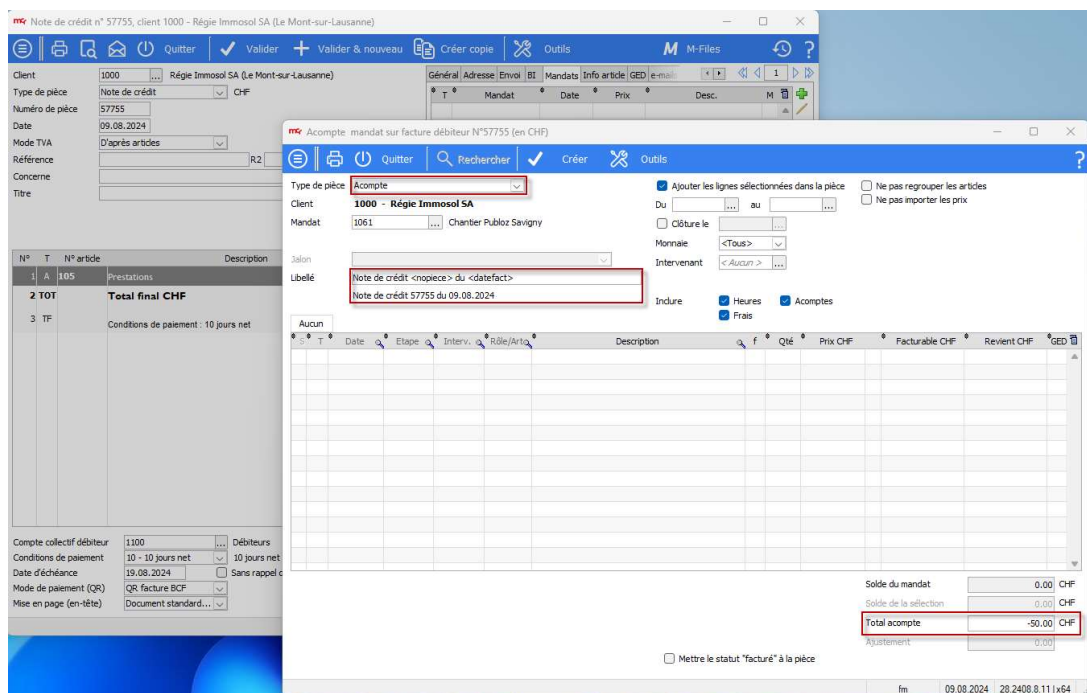 Note de crédit n° 57755, client 1000 - Régie Immosol SA (Le Mont-sur-Lausanne)
Quitter Valider Valider & nouveau Créer copie Outils M-Files
Client 1000 ... Régie Immosol SA (Le Mont-sur-Lausanne)
Type de pièce Note de crédit CHF
Numéro de pièce 57755
Date 09.08.2024
Mode TVA D'après articles
Référence R2
Concerne
Titre
Général Adresse Envoi BI Mandats Info article GED e-mails 1
T Mandat Date Prix Desc. M
N° T N° article Description
1 A 105 Prestations
2 TOT Total final CHF
3 TF Conditions de paiement : 10 jours net
Compte collectif débiteur 1100 ... Débiteurs
Conditions de paiement 10 - 10 jours net 10 jours net
Date d'échéance 19.08.2024 Sans rappel
Mode de paiement (QR) QR facture BCF
Mise en page (en-tête) Document standard...
Acompte mandat sur facture débiteur N°57755 (en CHF)
Quitter Rechercher Créer Outils ?
Type de pièce Acompte
Client 1000 - Régie Immosol SA
Mandat 1061 ... Chantier Publoz Savigny
Jalon
Libellé Note de crédit <nopiece> du <datefact>
Note de crédit 57755 du 09.08.2024
Ajouter les lignes sélectionnées dans la pièce
Ne pas regrouper les articles
Du ... au ...
Ne pas importer les prix
Clôture le ...
Monnaie <Tous>
Intervenant < Aucun > ...
Inclure Heures Acomptes
Frais
Aucun
S T Date Etape Interv. Rôle/Arto Description f Qté Prix CHF Facturable CHF Revient CHF GED
Solde du mandat 0.00 CHF
Solde de la sélection 0.00 CHF
Total acompte -50.00 CHF
Ajustement 0.00
Mettre le statut "facturé" à la pièce
fm 09.08.2024 28.2408.8.11 | x64